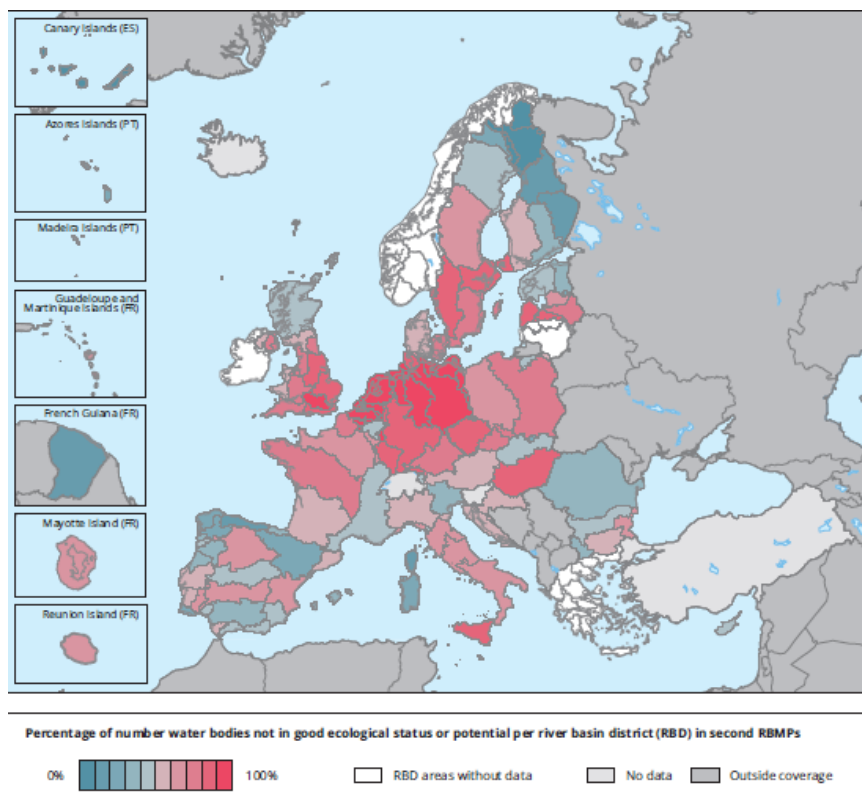 Canary Islands (ES)
Azores Islands (PT)
Madeira Islands (PT)
Guadeloupe and
Martinique Islands (FR)
French Guiana (FR)
Mayotte Island (FR)
Reunion Island (FR)
Percentage of number water bodies not in good ecological status or potential per river basin district (RBD) in second RBMPs
0%
100%
RBD areas without data
No data
Outside coverage